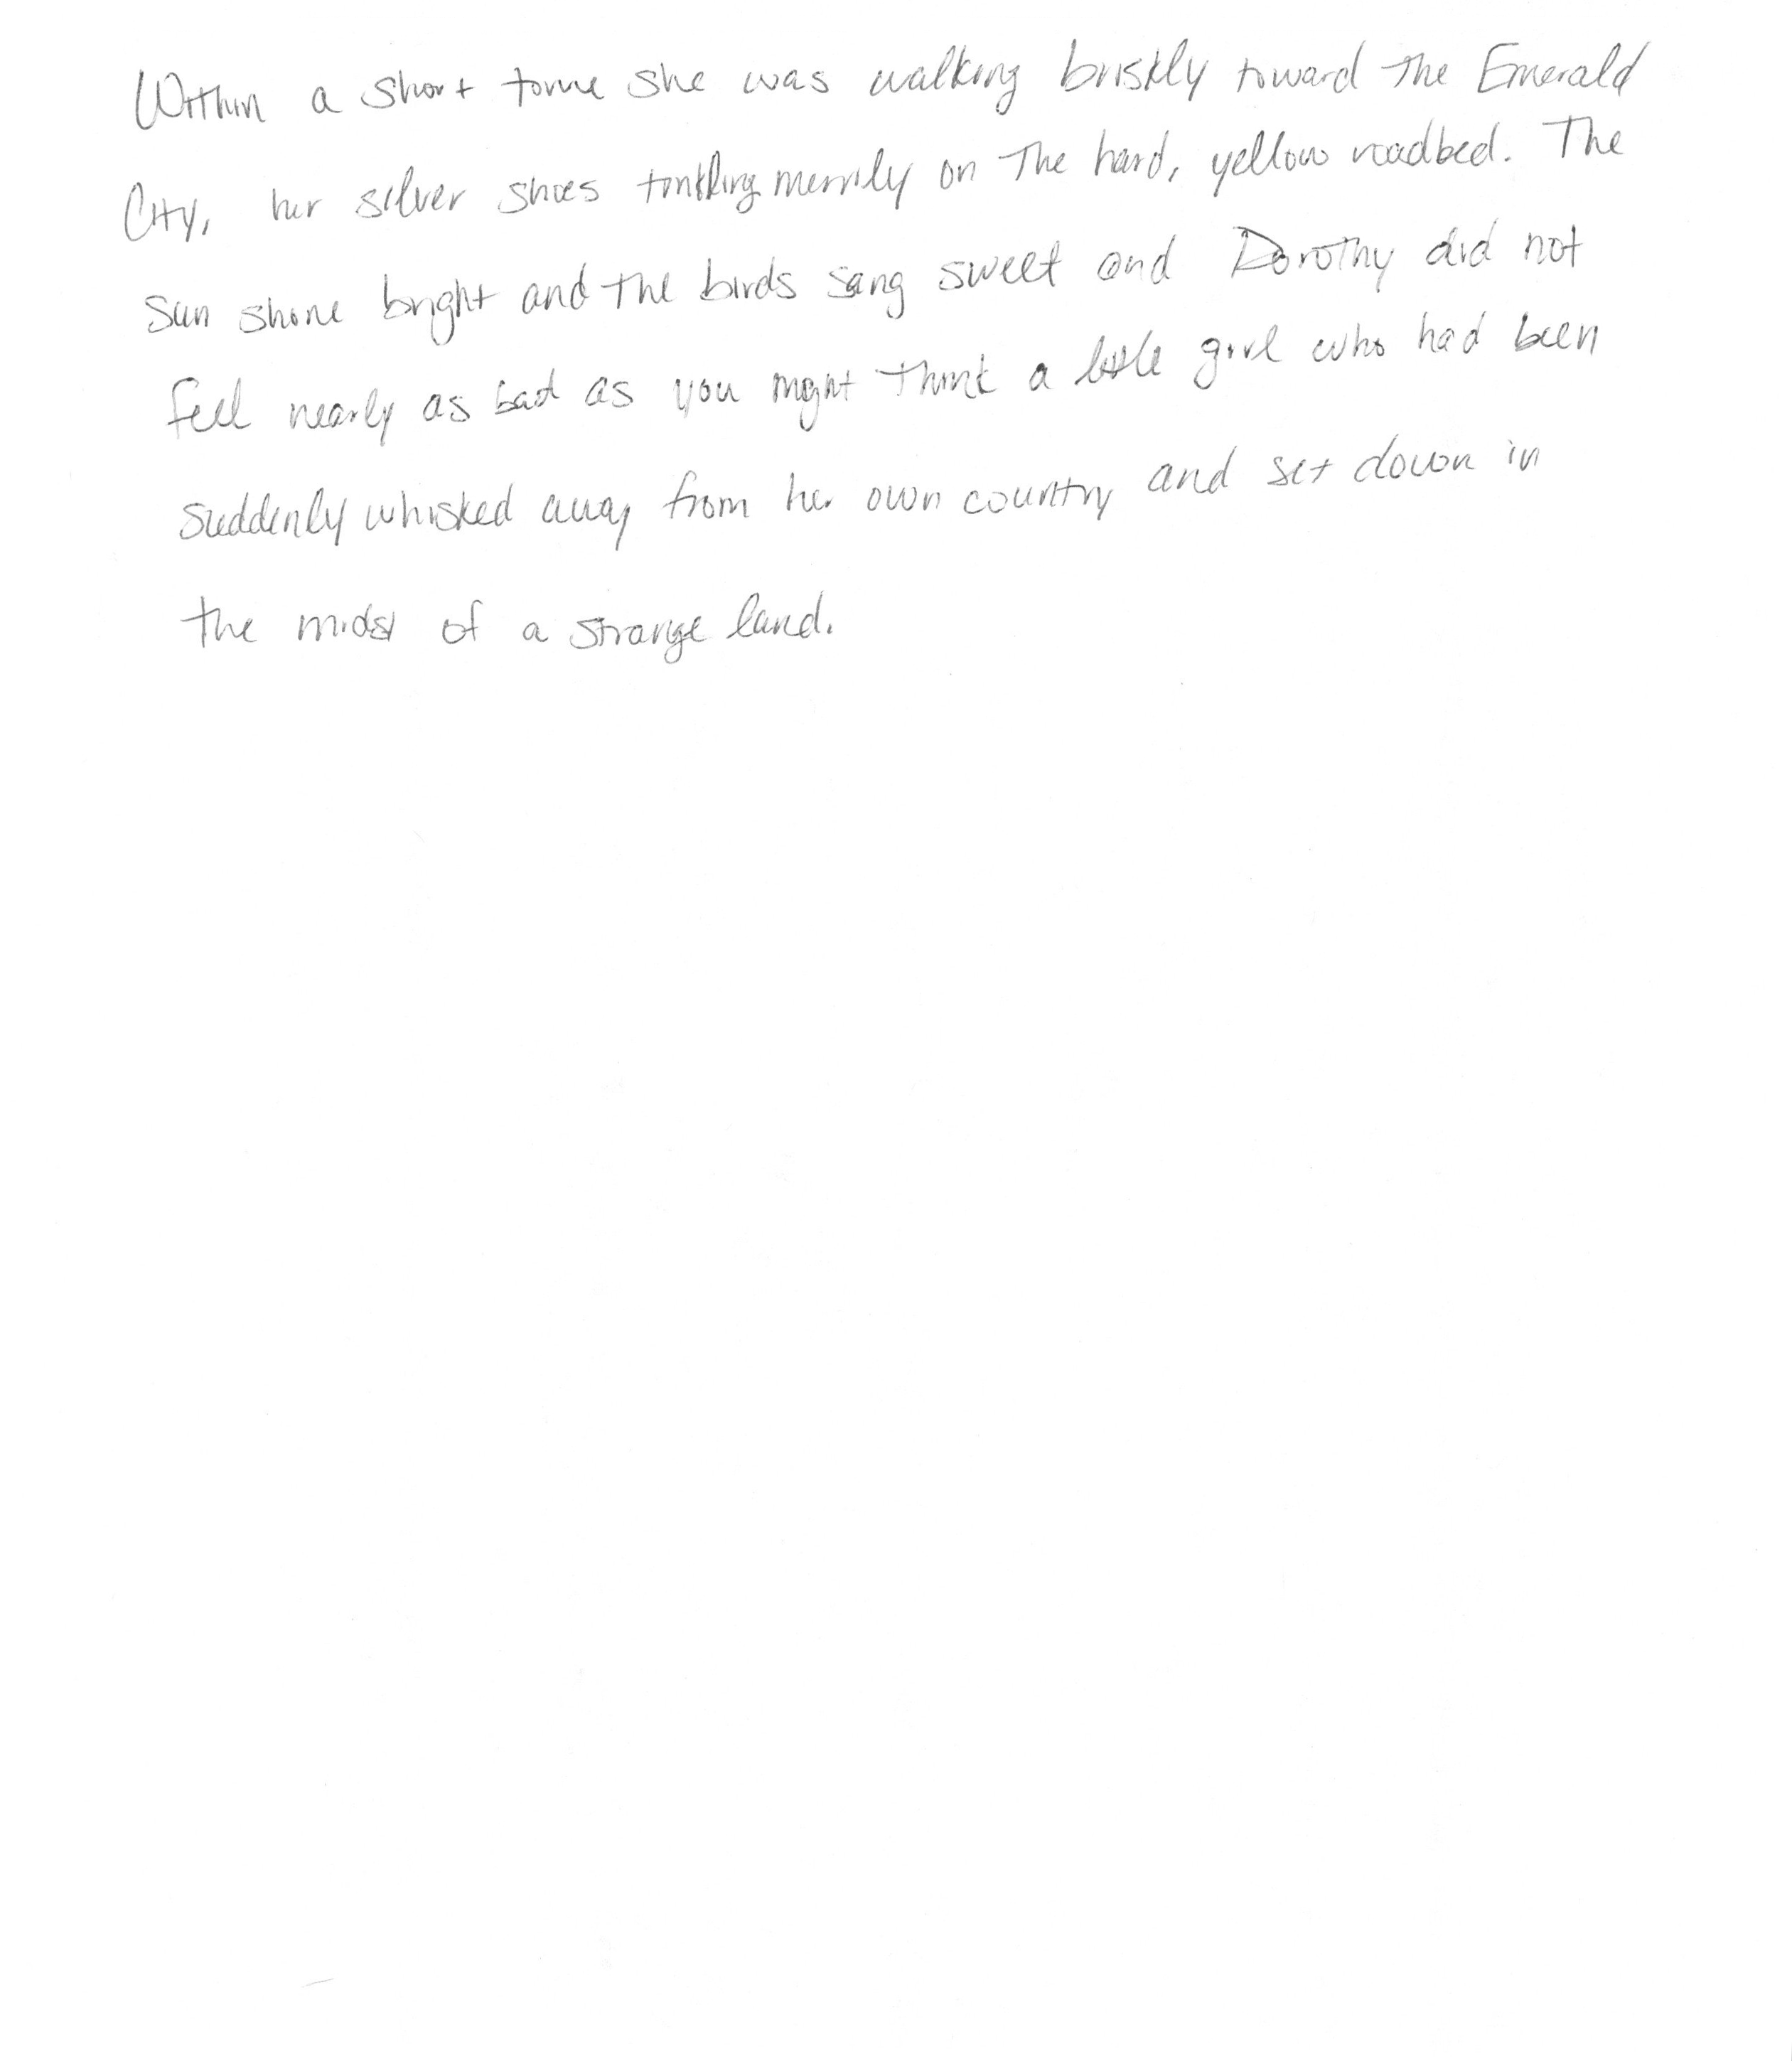 Within a short time she was walking briskly toward the Emerald
City, her silver shoes tinkling merrily on the hard, yellow roadbed. The
sun shone bright and the birds sang sweet and Dorothy did not
feel nearly as bad as you might think a little girl who had been
suddenly whisked away from her own country and set down in
the midst of a strange land.